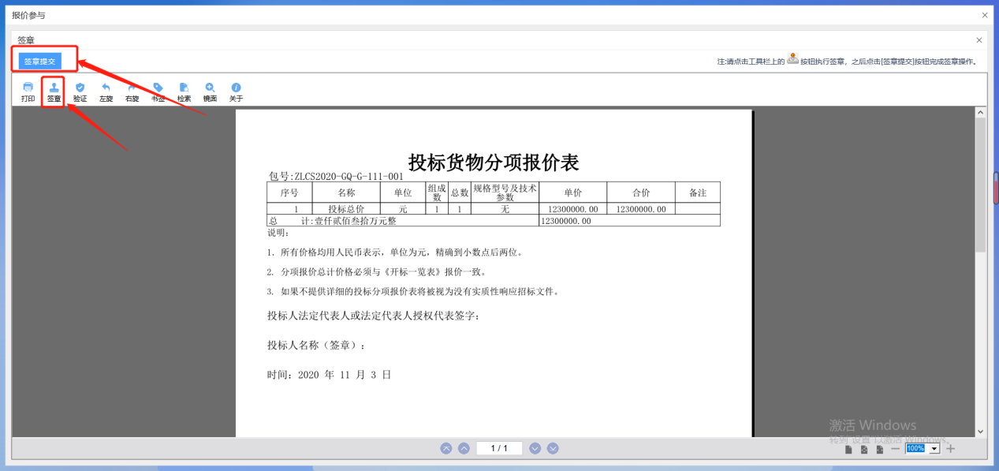 报价参与
签章
签章提交
注:请点击工具栏上的 按钮执行签章，之后点击[签章提交]按钮完成签章操作。
打印 签章 验证 左旋 右旋 书签 检索 镜面 关于
投标货物分项报价表
包号:ZLCS2020-GQ-G-111-001
序号 名称 单位 组成数 总数 规格型号及技术参数 单价 合价 备注
1 投标总价 元 1 1 无 12300000.00 12300000.00
总 计:壹仟贰佰叁拾万元整 12300000.00
说明:
1. 所有价格均用人民币表示，单位为元，精确到小数点后两位。
2. 分项报价总计价格必须与《开标一览表》报价一致。
3. 如果不提供详细的投标分项报价表将被视为没有实质性响应招标文件。
投标人法定代表人或法定代表人授权代表签字:
投标人名称（签章）:
时间: 2020 年 11 月 3 日
激活 Windows
转到"设置"以激活 Windows。
1 / 1
100%